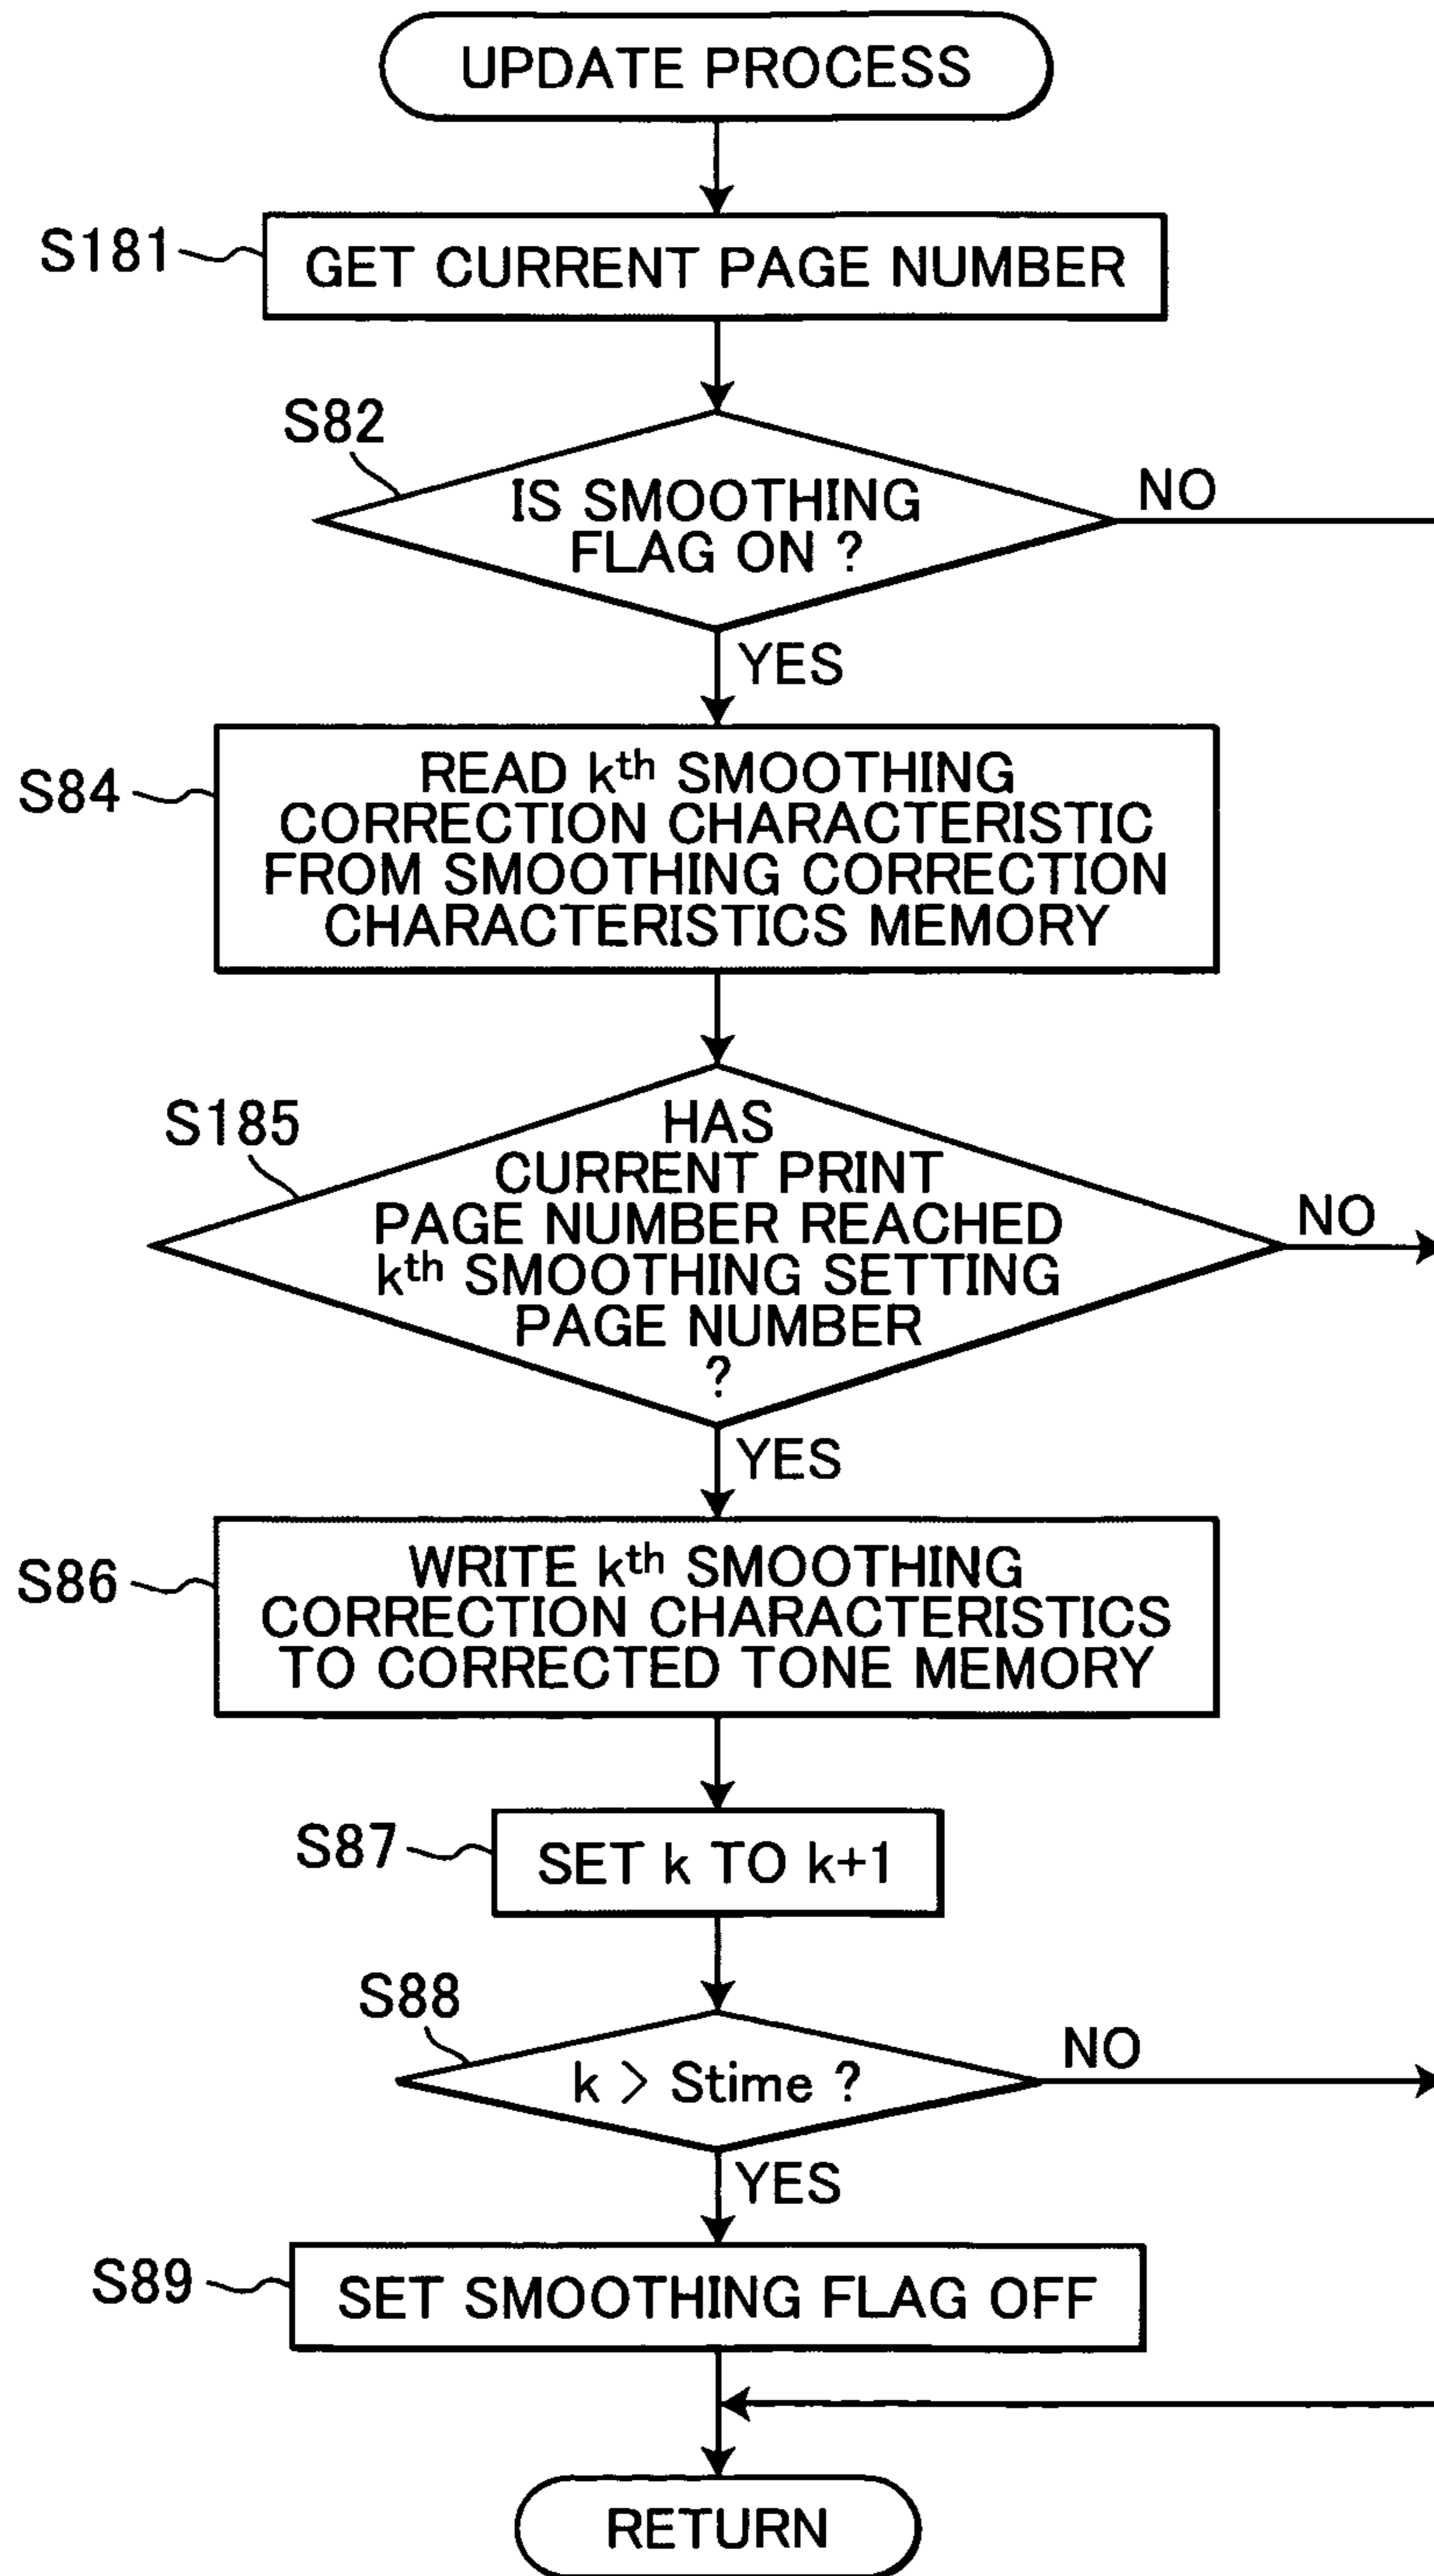 UPDATE PROCESS
S181
GET CURRENT PAGE NUMBER
S82
IS SMOOTHING
FLAG ON ?
NO
YES
S84
READ kth SMOOTHING
CORRECTION CHARACTERISTIC
FROM SMOOTHING CORRECTION
CHARACTERISTICS MEMORY
S185
HAS
CURRENT PRINT
PAGE NUMBER REACHED
kth SMOOTHING SETTING
PAGE NUMBER
?
NO
YES
S86
WRITE kth SMOOTHING
CORRECTION CHARACTERISTICS
TO CORRECTED TONE MEMORY
S87
SET k TO k+1
S88
k > Stime ?
NO
YES
S89
SET SMOOTHING FLAG OFF
RETURN